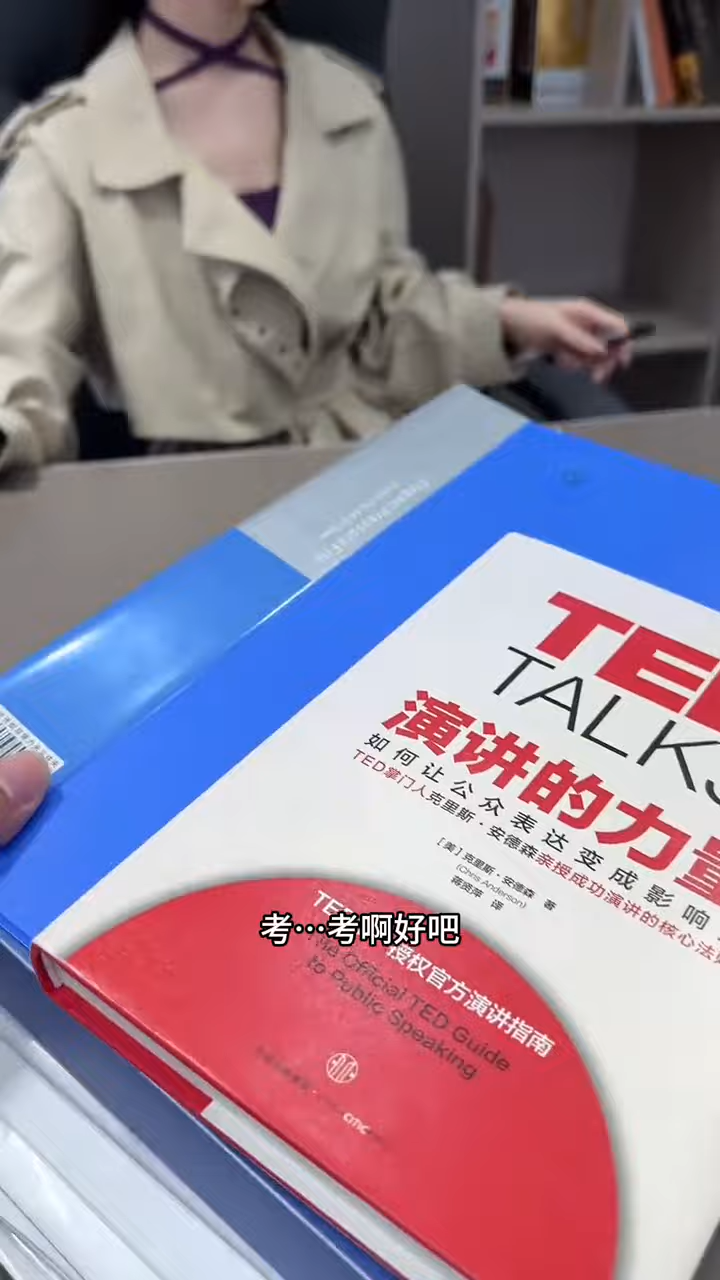 TED
TALKS
演讲的力量
如何让公众表达变成影响
TED掌门人克里斯·安德森亲授成功演讲的核心法则
[美] 克里斯·安德森 著
(Chris Anderson)
蒋贤萍 译
考…考啊好吧
授权官方演讲指南
The Official TED Guide
to Public Speaking